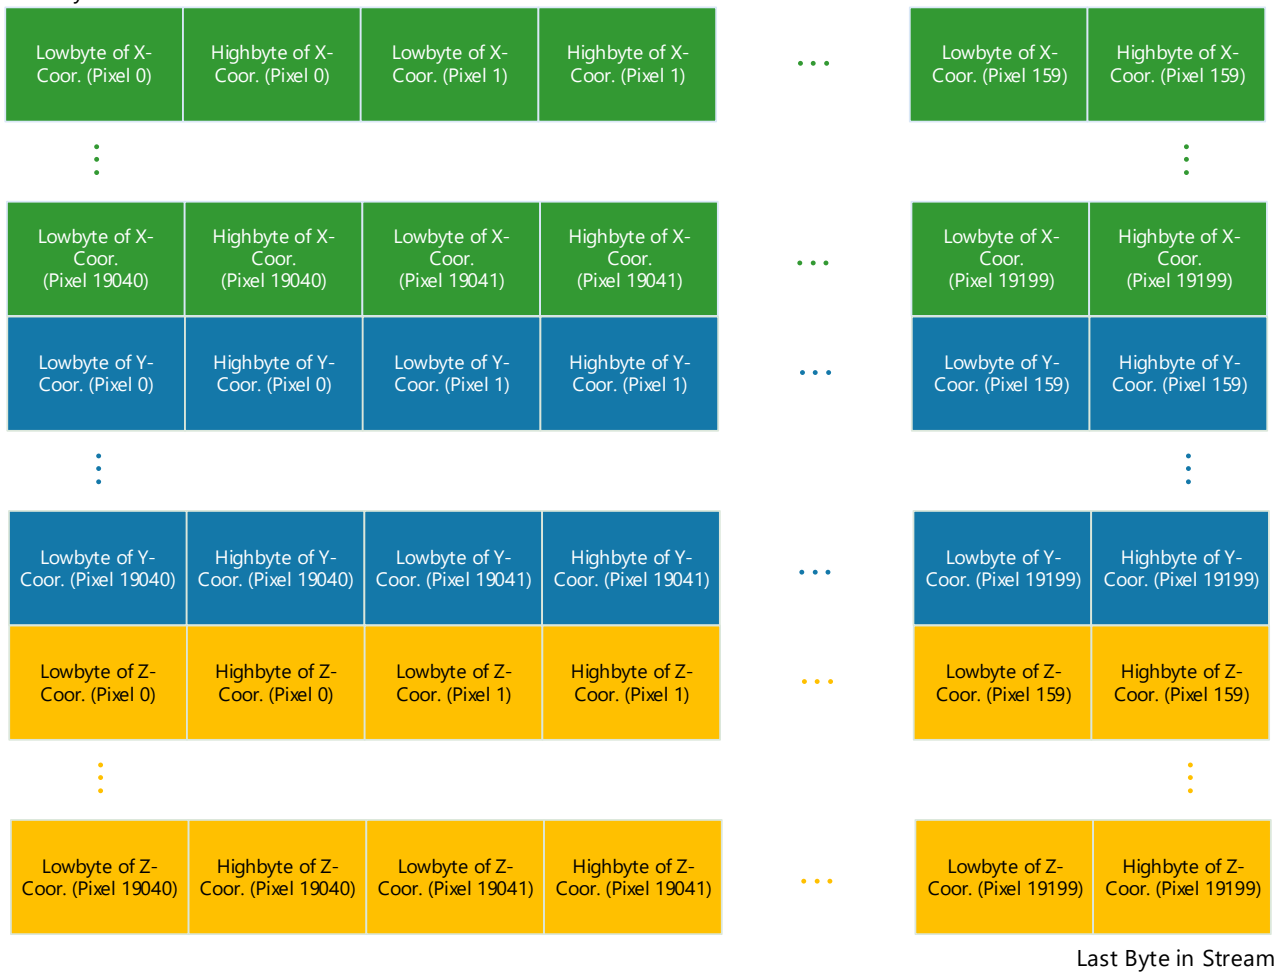 Lowbyte of X-
Coor. (Pixel 0)
Highbyte of X-
Coor. (Pixel 0)
Lowbyte of X-
Coor. (Pixel 1)
Highbyte of X-
Coor. (Pixel 1)
Lowbyte of X-
Coor. (Pixel 159)
Highbyte of X-
Coor. (Pixel 159)
Lowbyte of X-
Coor.
(Pixel 19040)
Highbyte of X-
Coor.
(Pixel 19040)
Lowbyte of X-
Coor.
(Pixel 19041)
Highbyte of X-
Coor.
(Pixel 19041)
Lowbyte of X-
Coor.
(Pixel 19199)
Highbyte of X-
Coor.
(Pixel 19199)
Lowbyte of Y-
Coor. (Pixel 0)
Highbyte of Y-
Coor. (Pixel 0)
Lowbyte of Y-
Coor. (Pixel 1)
Highbyte of Y-
Coor. (Pixel 1)
Lowbyte of Y-
Coor. (Pixel 159)
Highbyte of Y-
Coor. (Pixel 159)
Lowbyte of Y-
Coor. (Pixel 19040)
Highbyte of Y-
Coor. (Pixel 19040)
Lowbyte of Y-
Coor. (Pixel 19041)
Highbyte of Y-
Coor. (Pixel 19041)
Lowbyte of Y-
Coor. (Pixel 19199)
Highbyte of Y-
Coor. (Pixel 19199)
Lowbyte of Z-
Coor. (Pixel 0)
Highbyte of Z-
Coor. (Pixel 0)
Lowbyte of Z-
Coor. (Pixel 1)
Highbyte of Z-
Coor. (Pixel 1)
Lowbyte of Z-
Coor. (Pixel 159)
Highbyte of Z-
Coor. (Pixel 159)
Lowbyte of Z-
Coor. (Pixel 19040)
Highbyte of Z-
Coor. (Pixel 19040)
Lowbyte of Z-
Coor. (Pixel 19041)
Highbyte of Z-
Coor. (Pixel 19041)
Lowbyte of Z-
Coor. (Pixel 19199)
Highbyte of Z-
Coor. (Pixel 19199)
Last Byte in Stream